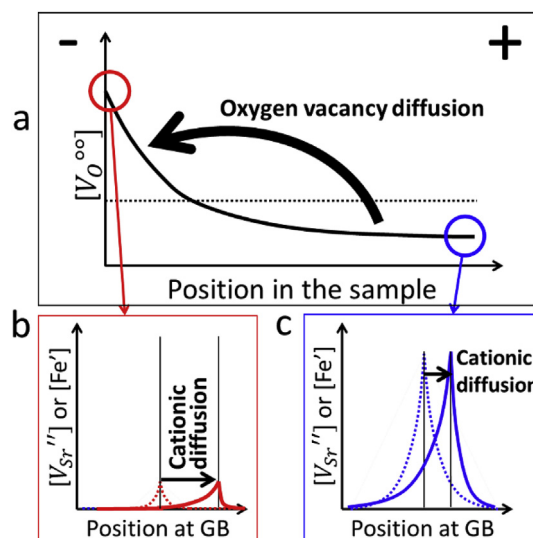 - +
a
Oxygen vacancy diffusion
[V_O°°]
Position in the sample
b
c
[V_Sr''] or [Fe']
Cationic
diffusion
Position at GB
[V_Sr''] or [Fe']
Cationic
diffusion
Position at GB